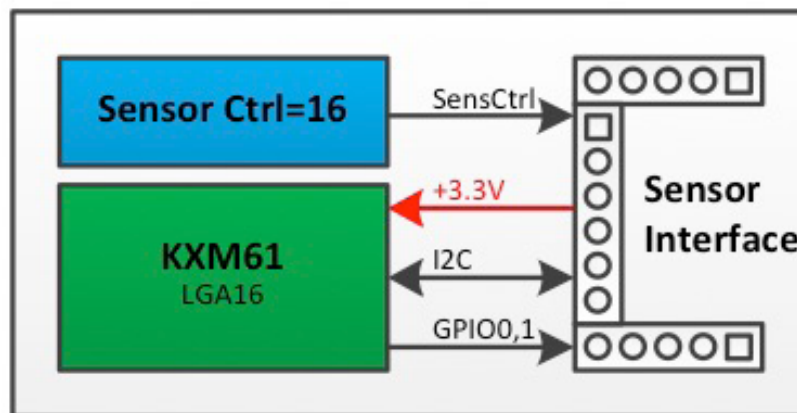 Sensor Ctrl=16
SensCtrl
+3.3V
KXM61
LGA16
I2C
GPIO0,1
Sensor
Interface